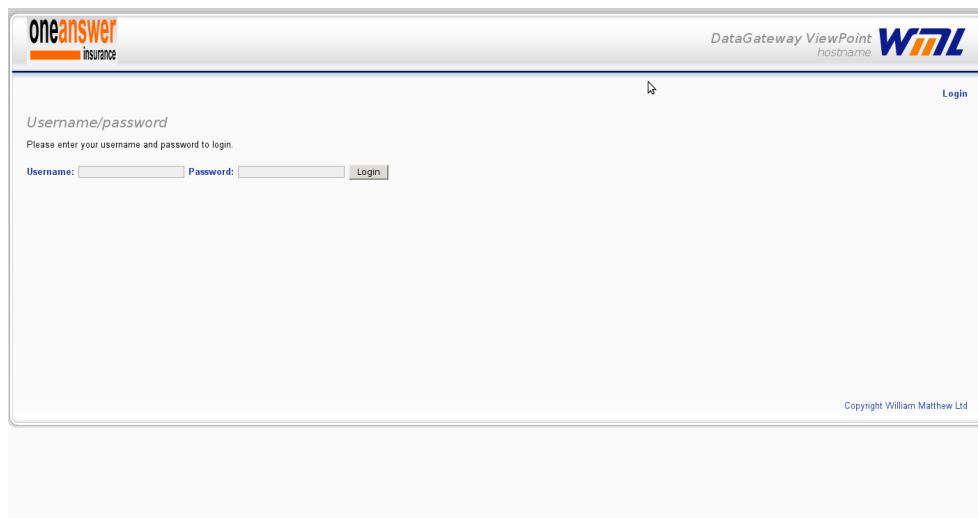 oneanswer
insurance
DataGateway ViewPoint
hostname
WML
Login
Username/password
Please enter your username and password to login.
Username: Password: Login
Copyright William Matthew Ltd